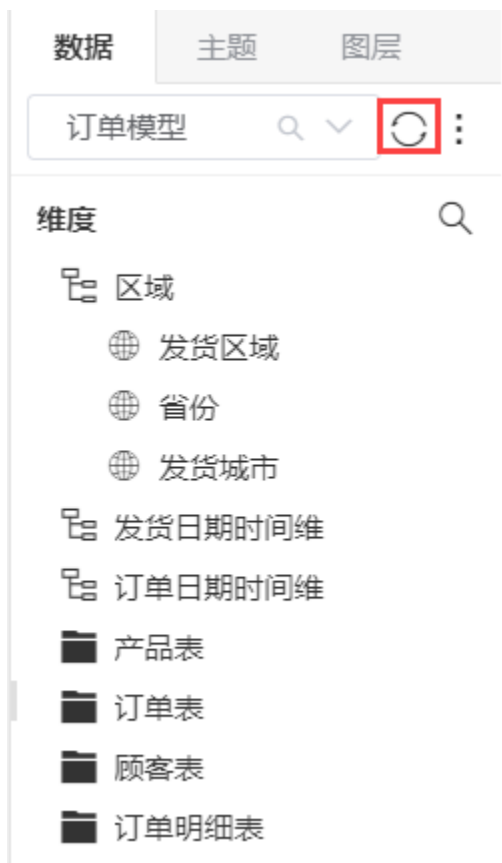 数据 主题 图层
订单模型
维度
区域
发货区域
省份
发货城市
发货日期时间维
订单日期时间维
产品表
订单表
顾客表
订单明细表